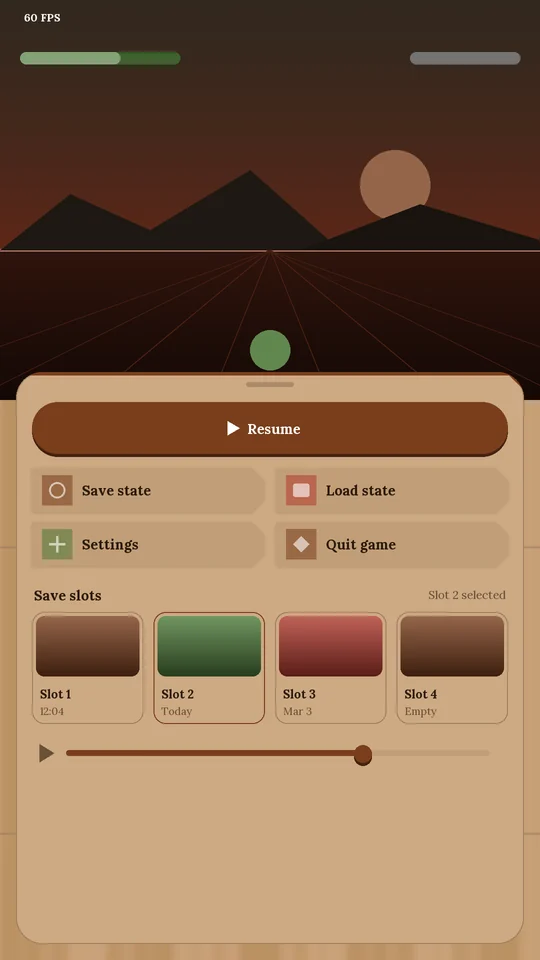 60 FPS
Resume
Save state
Load state
Settings
Quit game
Save slots
Slot 2 selected
Slot 1
12:04
Slot 2
Today
Slot 3
Mar 3
Slot 4
Empty